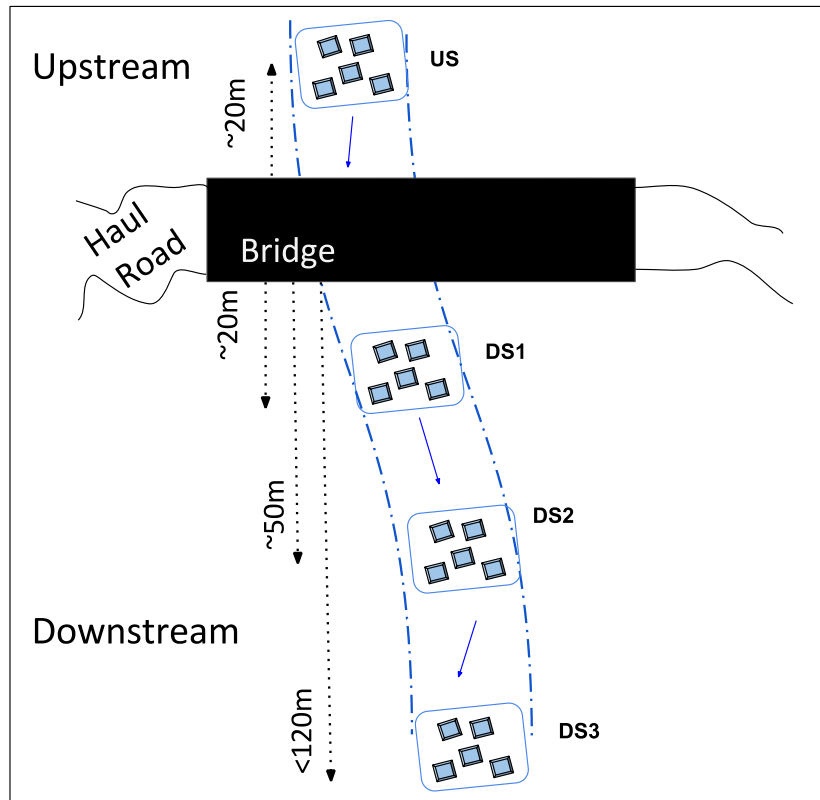 Upstream
US
~20m
Haul
Road
Bridge
~20m
DS1
~50m
DS2
Downstream
<120m
DS3